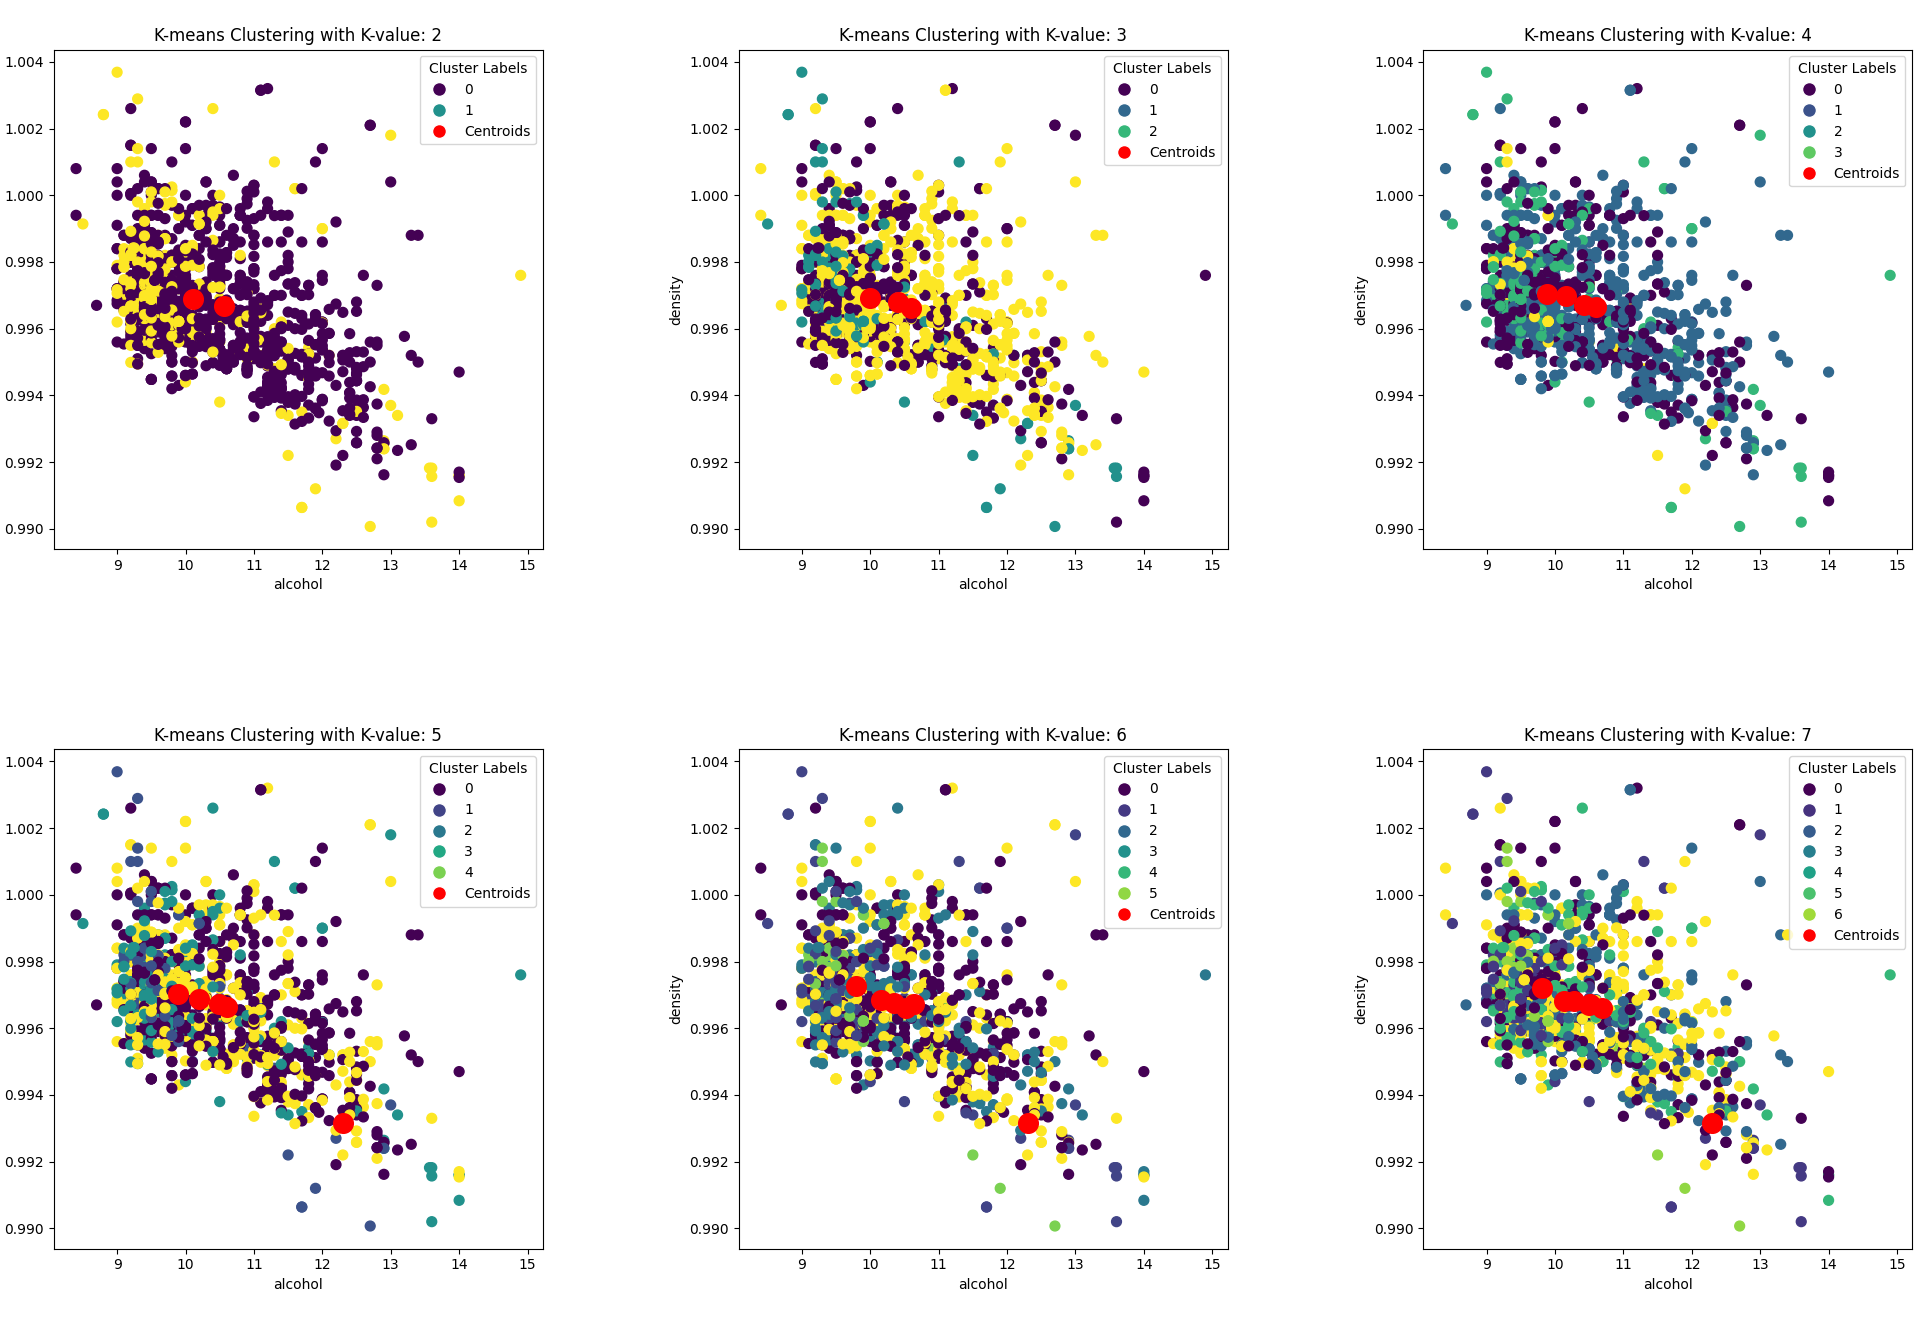 K-means Clustering with K-value: 2
Cluster Labels
0
1
Centroids
1.004
1.002
1.000
0.998
0.996
0.994
0.992
0.990
9 10 11 12 13 14 15
alcohol
K-means Clustering with K-value: 3
Cluster Labels
0
1
2
Centroids
density
1.004
1.002
1.000
0.998
0.996
0.994
0.992
0.990
9 10 11 12 13 14 15
alcohol
K-means Clustering with K-value: 4
Cluster Labels
0
1
2
3
Centroids
density
1.004
1.002
1.000
0.998
0.996
0.994
0.992
0.990
9 10 11 12 13 14 15
alcohol
K-means Clustering with K-value: 5
Cluster Labels
0
1
2
3
4
Centroids
1.004
1.002
1.000
0.998
0.996
0.994
0.992
0.990
9 10 11 12 13 14 15
alcohol
K-means Clustering with K-value: 6
Cluster Labels
0
1
2
3
4
5
Centroids
density
1.004
1.002
1.000
0.998
0.996
0.994
0.992
0.990
9 10 11 12 13 14 15
alcohol
K-means Clustering with K-value: 7
Cluster Labels
0
1
2
3
4
5
6
Centroids
density
1.004
1.002
1.000
0.998
0.996
0.994
0.992
0.990
9 10 11 12 13 14 15
alcohol